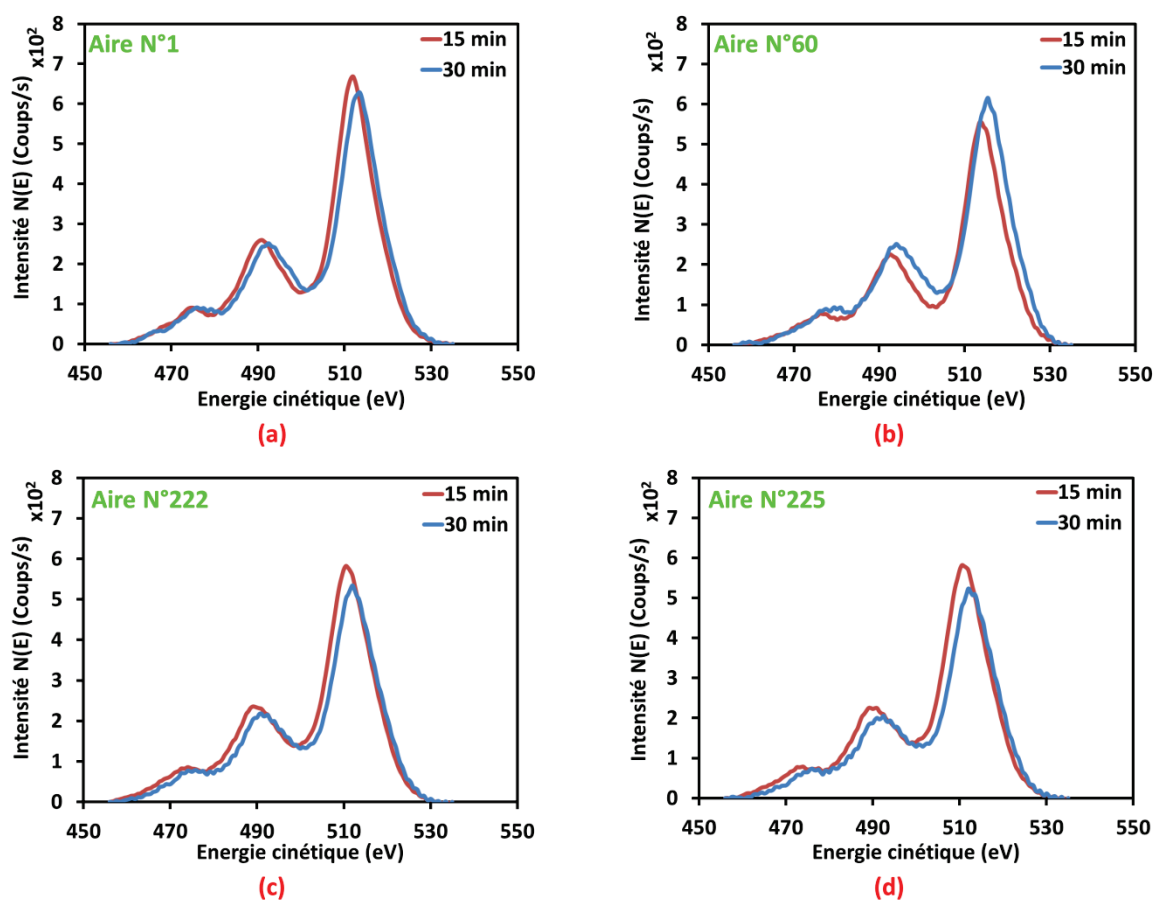 8
7
6
5
4
3
2
1
0
x10²
Intensité N(E) (Coups/s)
Aire N°1
15 min
30 min
450 470 490 510 530 550
Energie cinétique (eV)
(a)
8
7
6
5
4
3
2
1
0
x10²
Intensité N(E) (Coups/s)
Aire N°60
15 min
30 min
450 470 490 510 530 550
Energie cinétique (eV)
(b)
8
7
6
5
4
3
2
1
0
x10²
Intensité N(E) (Coups/s)
Aire N°222
15 min
30 min
450 470 490 510 530 550
Energie cinétique (eV)
(c)
8
7
6
5
4
3
2
1
0
x10²
Intensité N(E) (Coups/s)
Aire N°225
15 min
30 min
450 470 490 510 530 550
Energie cinétique (eV)
(d)